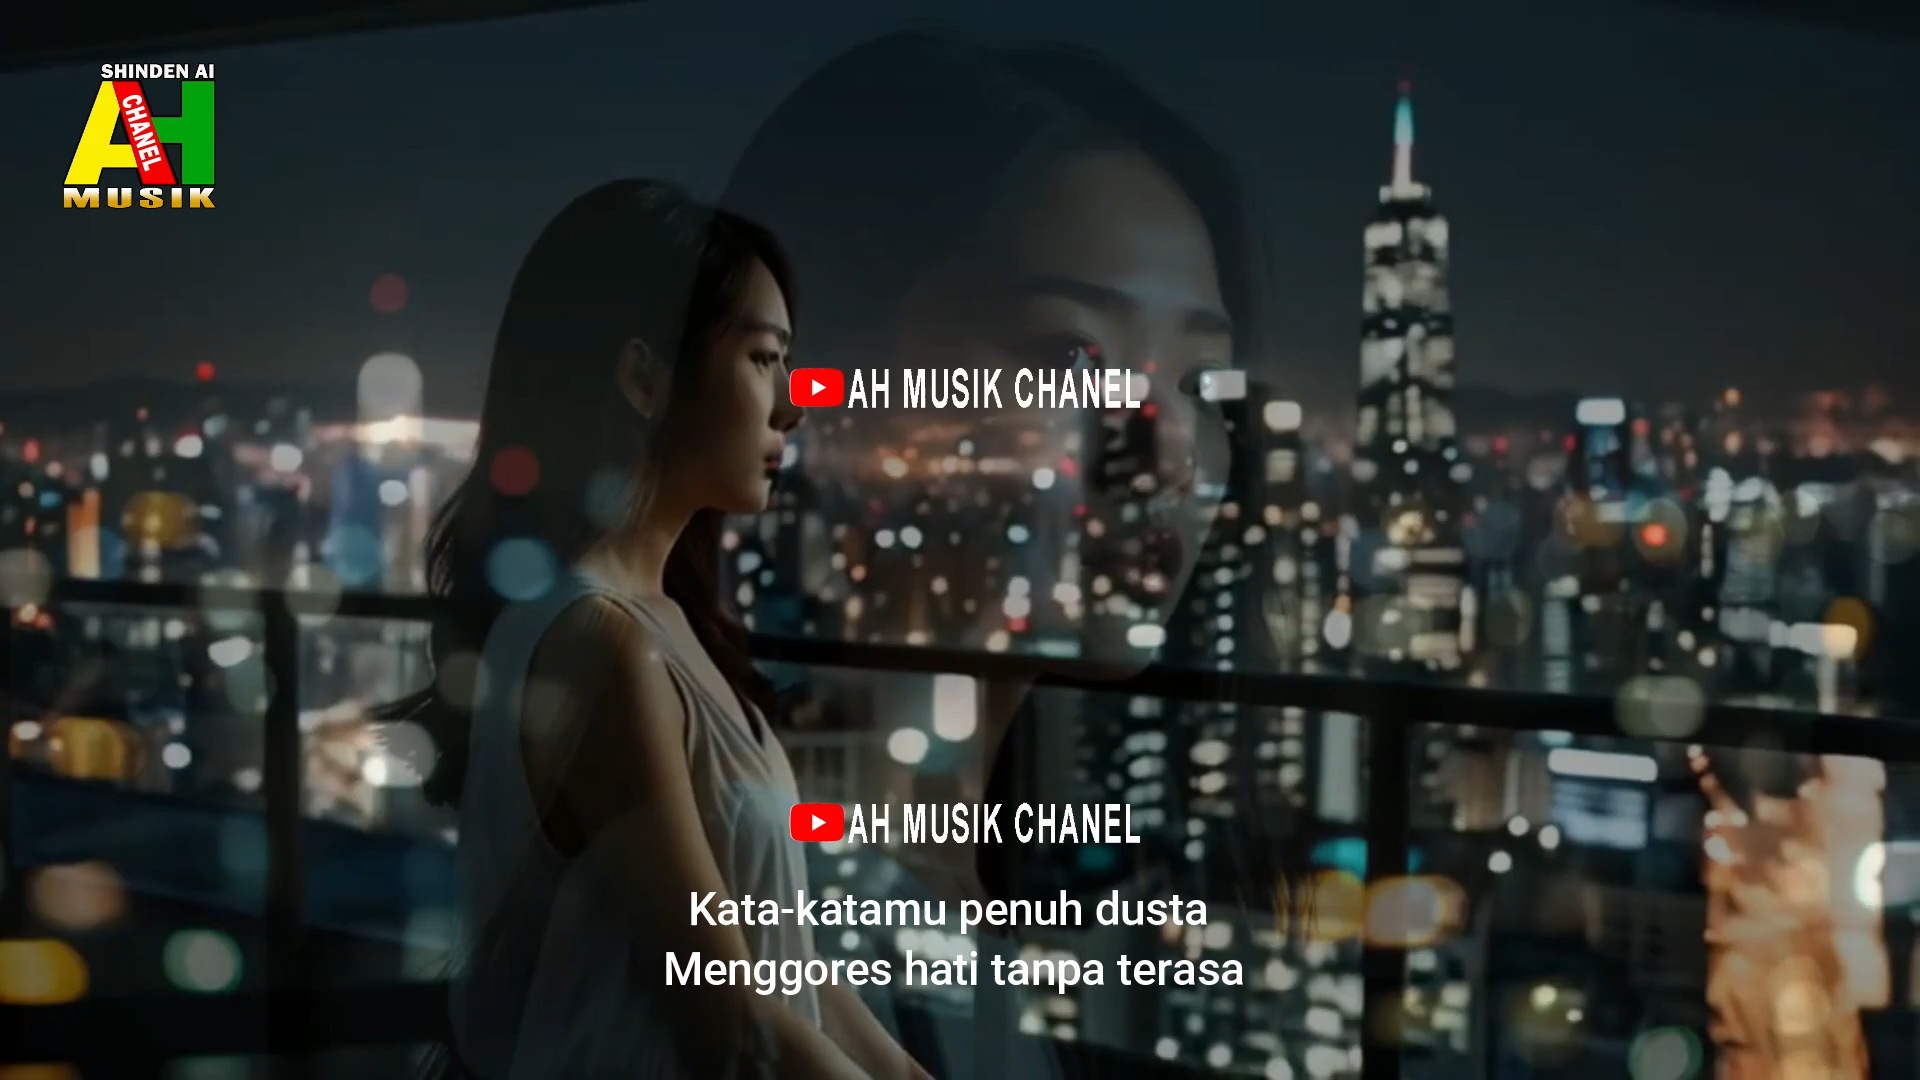 SHINDEN AI
AH
CHANEL
MUSIK
AH MUSIK CHANEL
AH MUSIK CHANEL
Kata-katamu penuh dusta
Menggores hati tanpa terasa